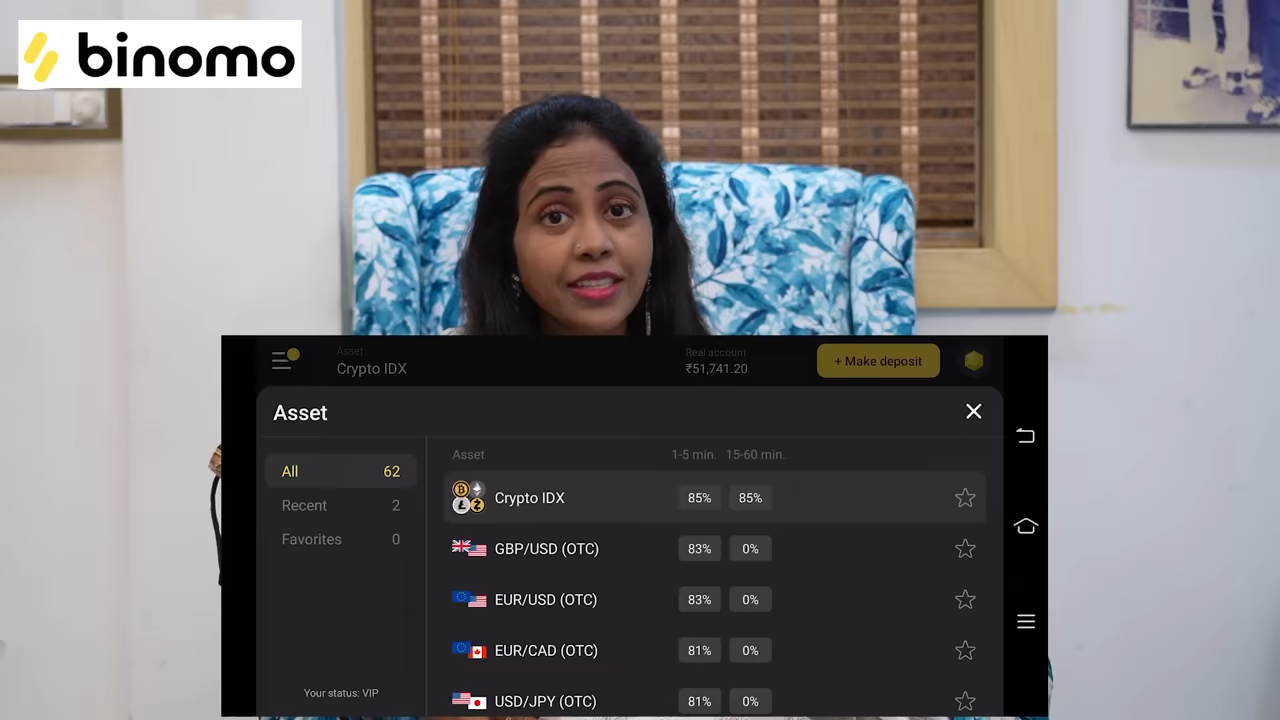 binomo
Asset
Crypto IDX
Real account
₹51,741.20
+ Make deposit
Asset
All 62
Recent 2
Favorites 0
Your status: VIP
Asset 1-5 min. 15-60 min.
Crypto IDX 85% 85%
GBP/USD (OTC) 83% 0%
EUR/USD (OTC) 83% 0%
EUR/CAD (OTC) 81% 0%
USD/JPY (OTC) 81% 0%